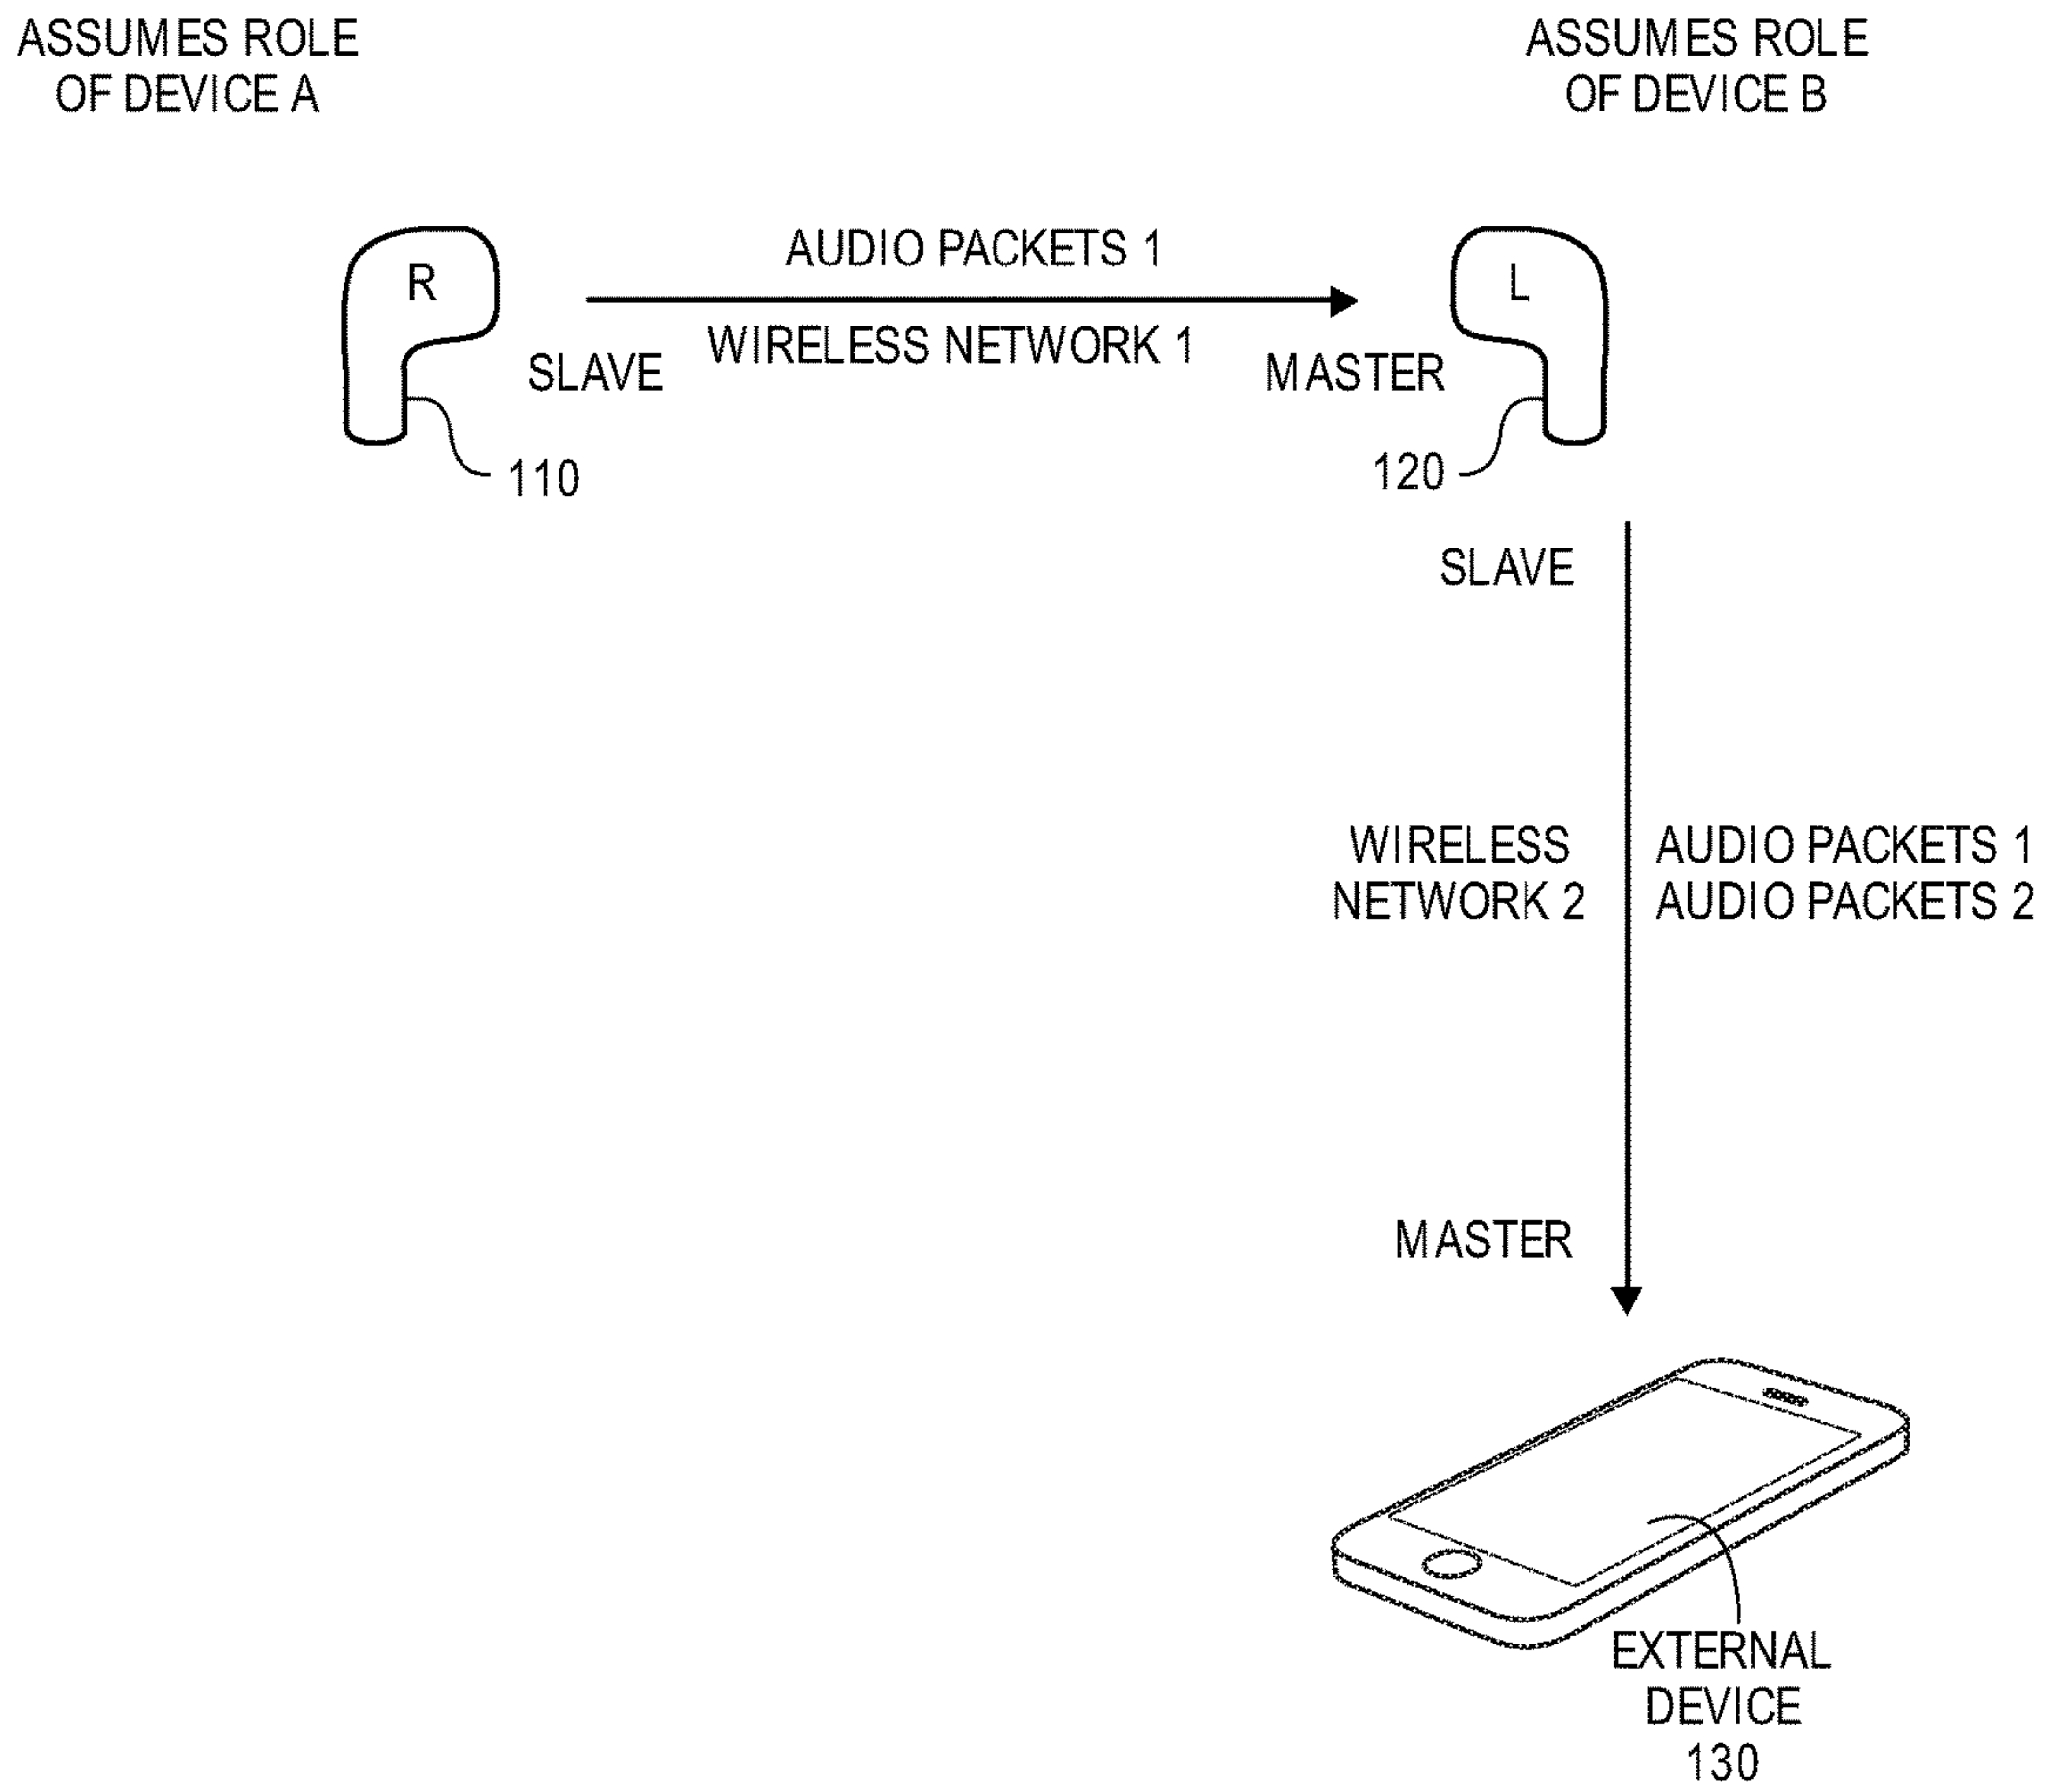 ASSUMES ROLE
OF DEVICE A
ASSUMES ROLE
OF DEVICE B
R
AUDIO PACKETS 1
WIRELESS NETWORK 1
SLAVE
MASTER
L
110
120
SLAVE
WIRELESS
NETWORK 2
AUDIO PACKETS 1
AUDIO PACKETS 2
MASTER
EXTERNAL
DEVICE
130